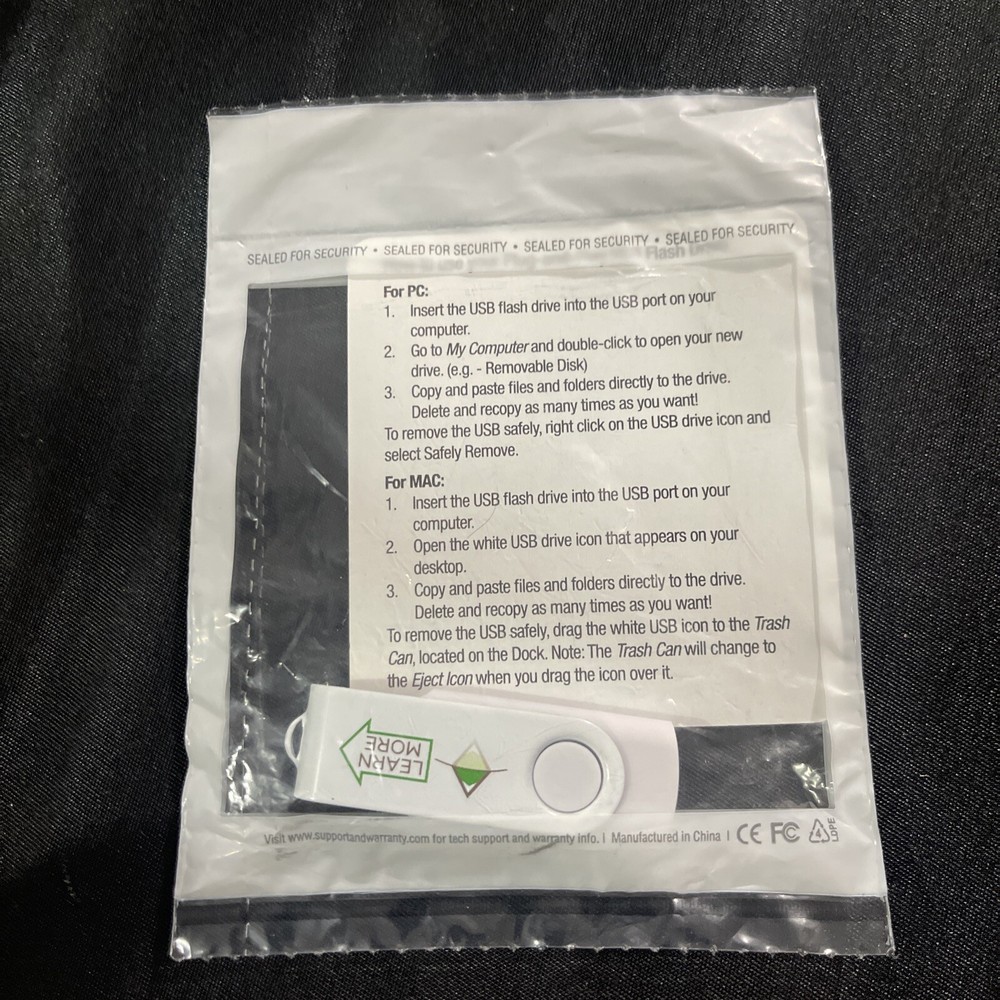 SEALED FOR SECURITY • SEALED FOR SECURITY • SEALED FOR SECURITY • SEALED FOR SECURITY
Flash
For PC:
1. Insert the USB flash drive into the USB port on your
computer.
2. Go to My Computer and double-click to open your new
drive. (e.g. - Removable Disk)
3. Copy and paste files and folders directly to the drive.
Delete and recopy as many times as you want!
To remove the USB safely, right click on the USB drive icon and
select Safely Remove.
For MAC:
1. Insert the USB flash drive into the USB port on your
computer.
2. Open the white USB drive icon that appears on your
desktop.
3. Copy and paste files and folders directly to the drive.
Delete and recopy as many times as you want!
To remove the USB safely, drag the white USB icon to the Trash
Can, located on the Dock. Note: The Trash Can will change to
the Eject Icon when you drag the icon over it.
LEARN
MORE
Visit www.supportandwarranty.com for tech support and warranty info. | Manufactured in China | CE FC 4 LDPE